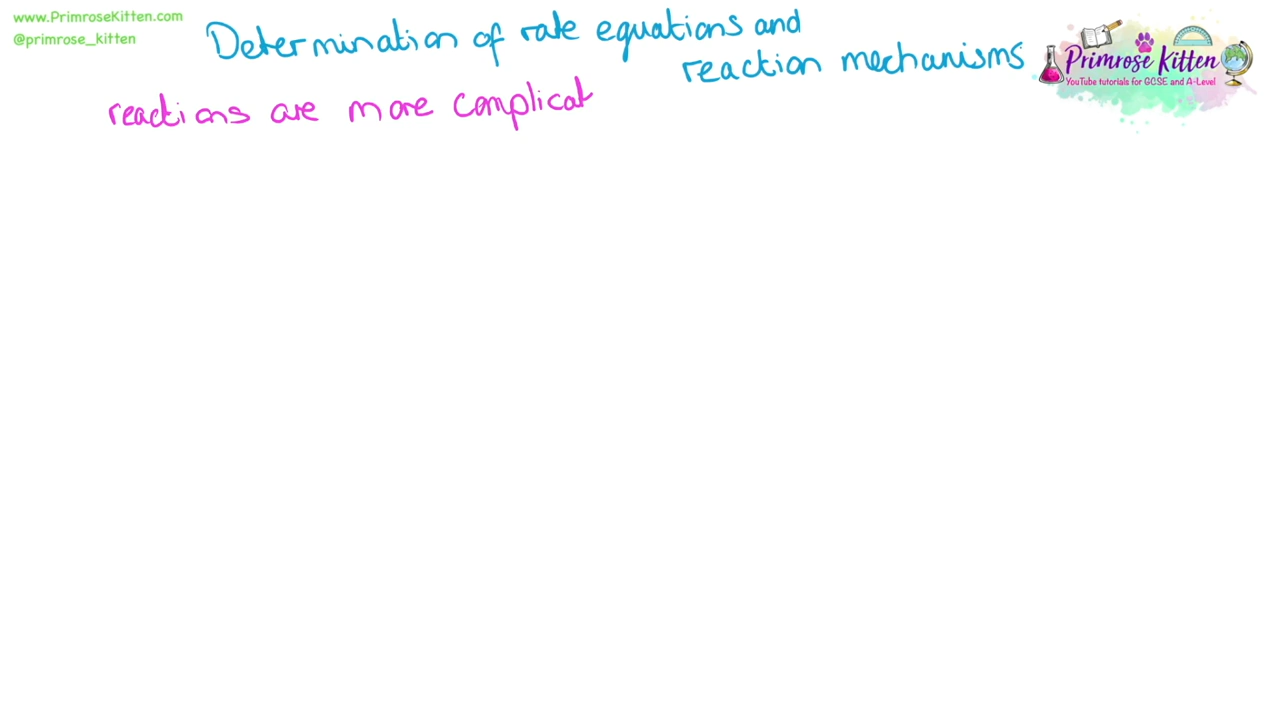 www.PrimroseKitten.com
@primrose_kitten
Determination of rate equations and
reaction mechanisms
Primrose Kitten
YouTube tutorials for GCSE and A-Level
reactions are more complicat